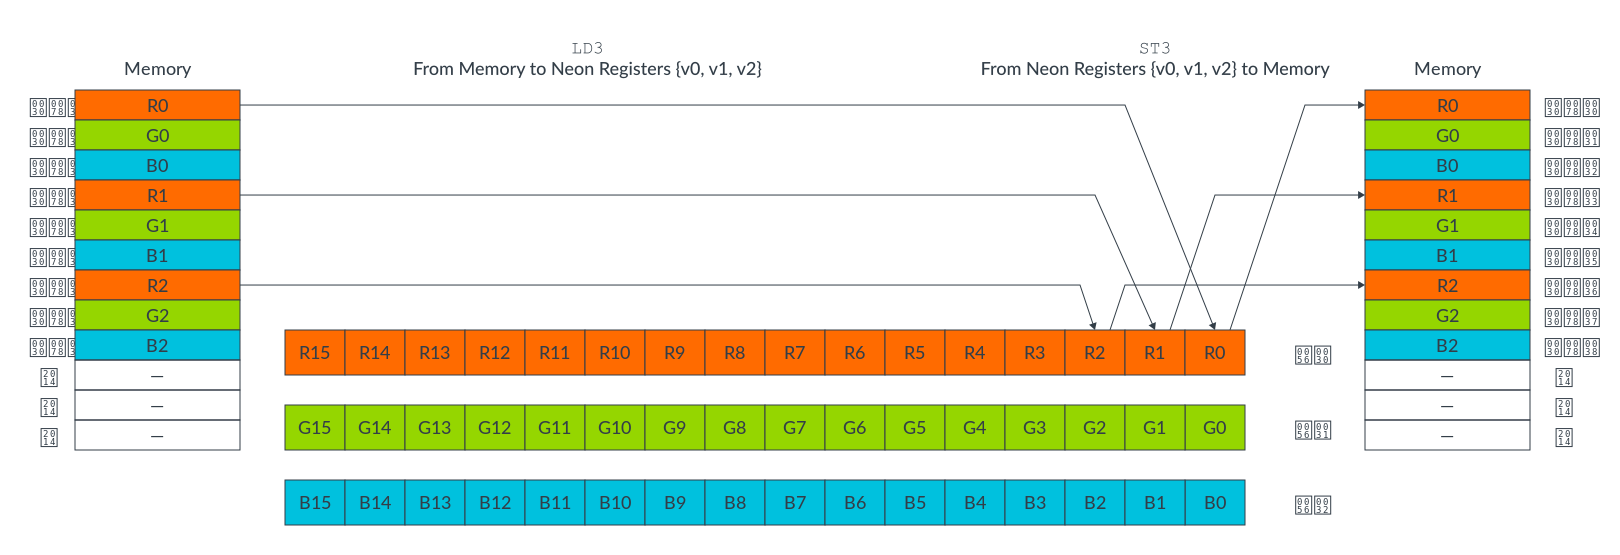 LD3
ST3
Memory
From Memory to Neon Registers {v0, v1, v2}
From Neon Registers {v0, v1, v2} to Memory
Memory
R0
G0
B0
R1
G1
B1
R2
G2
B2
—
—
—
R15 R14 R13 R12 R11 R10 R9 R8 R7 R6 R5 R4 R3 R2 R1 R0
G15 G14 G13 G12 G11 G10 G9 G8 G7 G6 G5 G4 G3 G2 G1 G0
B15 B14 B13 B12 B11 B10 B9 B8 B7 B6 B5 B4 B3 B2 B1 B0
R0
G0
B0
R1
G1
B1
R2
G2
B2
—
—
—